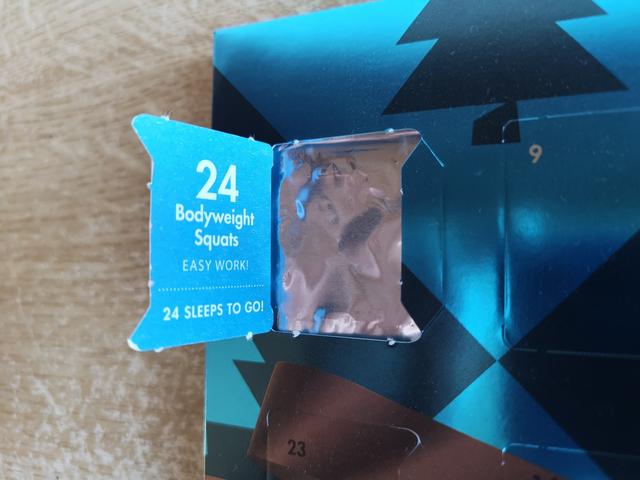 24
Bodyweight
Squats
EASY WORK!
24 SLEEPS TO GO!
9
23